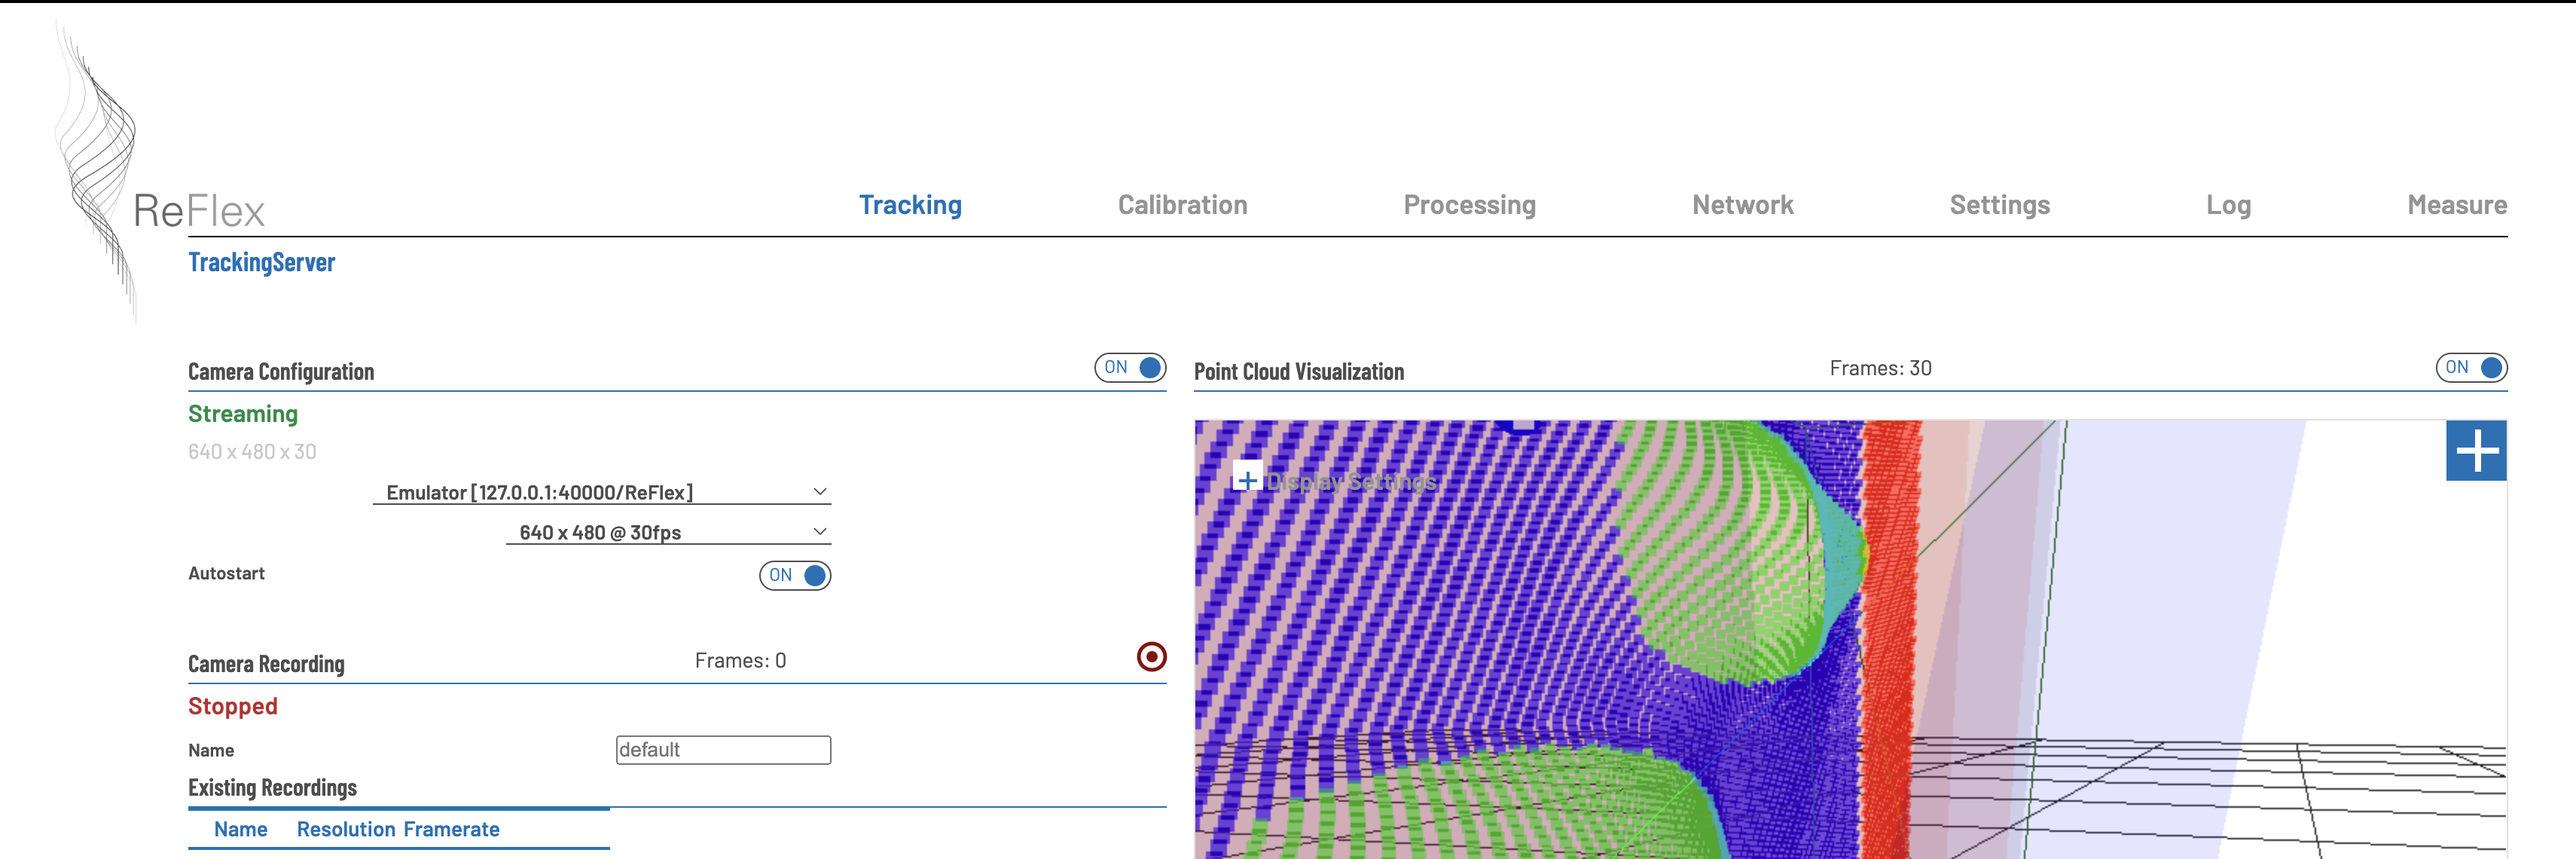 ReFlex
Tracking Calibration Processing Network Settings Log Measure
TrackingServer
Camera Configuration ON
Streaming
640 x 480 x 30
Emulator [127.0.0.1:40000/ReFlex]
640 x 480 @ 30fps
Autostart ON
Camera Recording Frames: 0
Stopped
Name default
Existing Recordings
Name Resolution Framerate
Point Cloud Visualization Frames: 30 ON
Display Settings